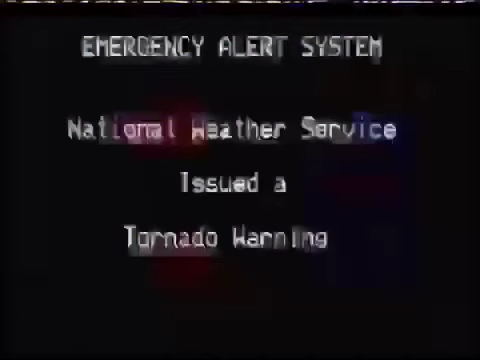 EMERGENCY ALERT SYSTEM
National Weather Service
Issued a
Tornado Warning